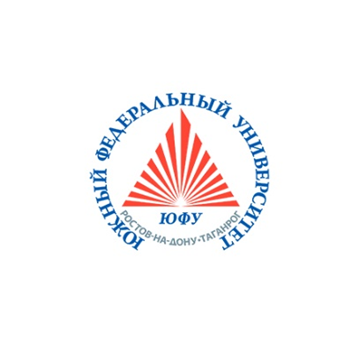 ЮЖНЫЙ ФЕДЕРАЛЬНЫЙ УНИВЕРСИТЕТ
ЮФУ
РОСТОВ-НА-ДОНУ•ТАГАНРОГ